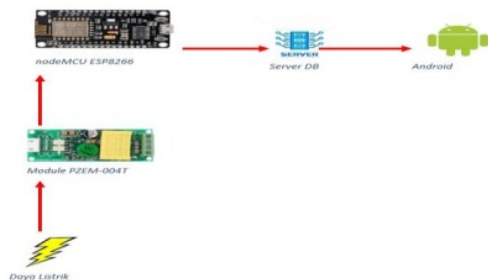 nodeMCU ESP8266
SERVER
Server DB
Android
Module PZEM-004T
Daya Listrik